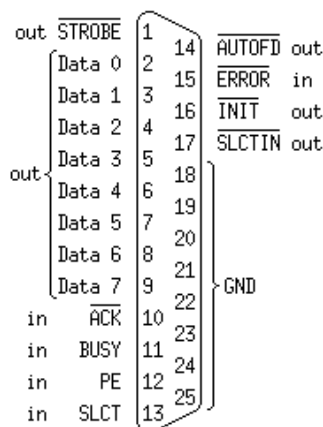 out STROBE 1
14 AUTOFD out
Data 0 2
15 ERROR in
Data 1 3
16 INIT out
Data 2 4
17 SLCTIN out
Data 3 5
18
out
Data 4 6
19
Data 5 7
20
Data 6 8
21
Data 7 9
GND
22
in ACK 10
23
in BUSY 11
24
in PE 12
25
in SLCT 13